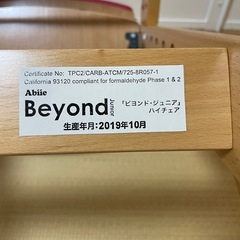 Certificate No: TPC2/CARB-ATCM/725-8R057-1
California 93120 compliant for formaldehyde Phase 1 & 2
Abiie
Beyond Junior 「ビヨンド・ジュニア」
ハイチェア
生産年月：2019年10月